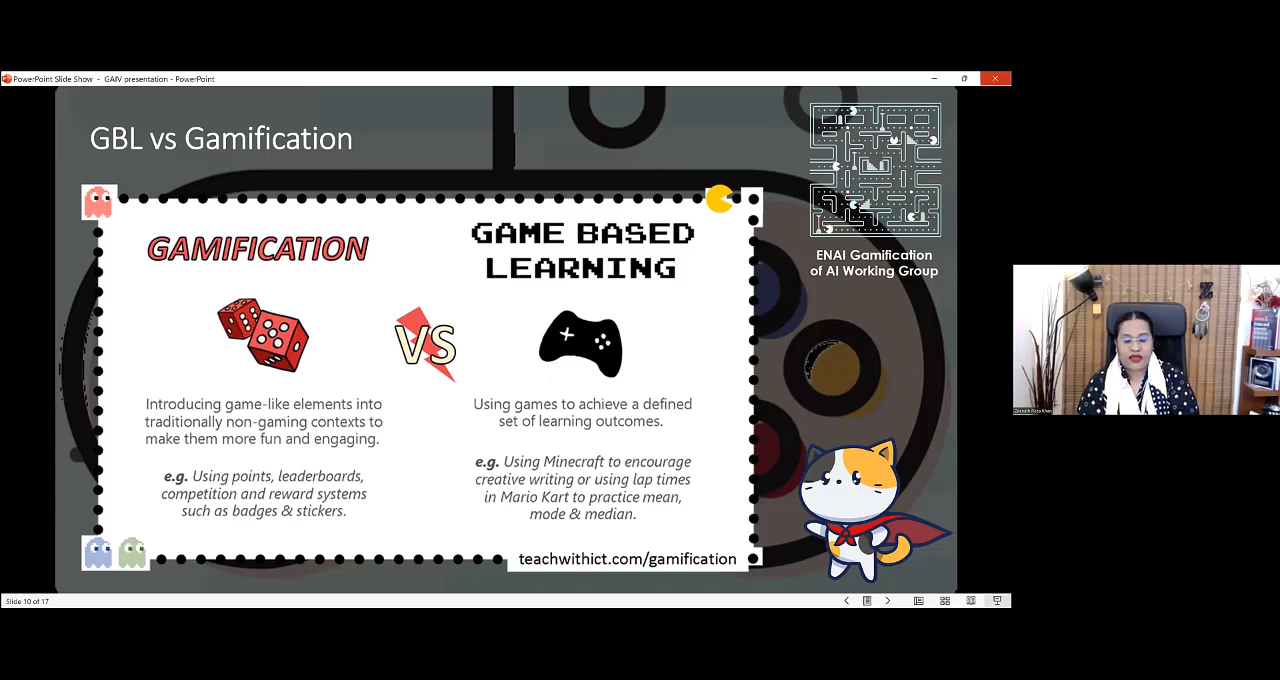 PowerPoint Slide Show - GAIV presentation - PowerPoint
GBL vs Gamification
ENAI Gamification
of AI Working Group
GAMIFICATION
VS
GAME BASED
LEARNING
Introducing game-like elements into
traditionally non-gaming contexts to
make them more fun and engaging.
e.g. Using points, leaderboards,
competition and reward systems
such as badges & stickers.
Using games to achieve a defined
set of learning outcomes.
e.g. Using Minecraft to encourage
creative writing or using lap times
in Mario Kart to practice mean,
mode & median.
teachwithict.com/gamification
Slide 10 of 17
Z